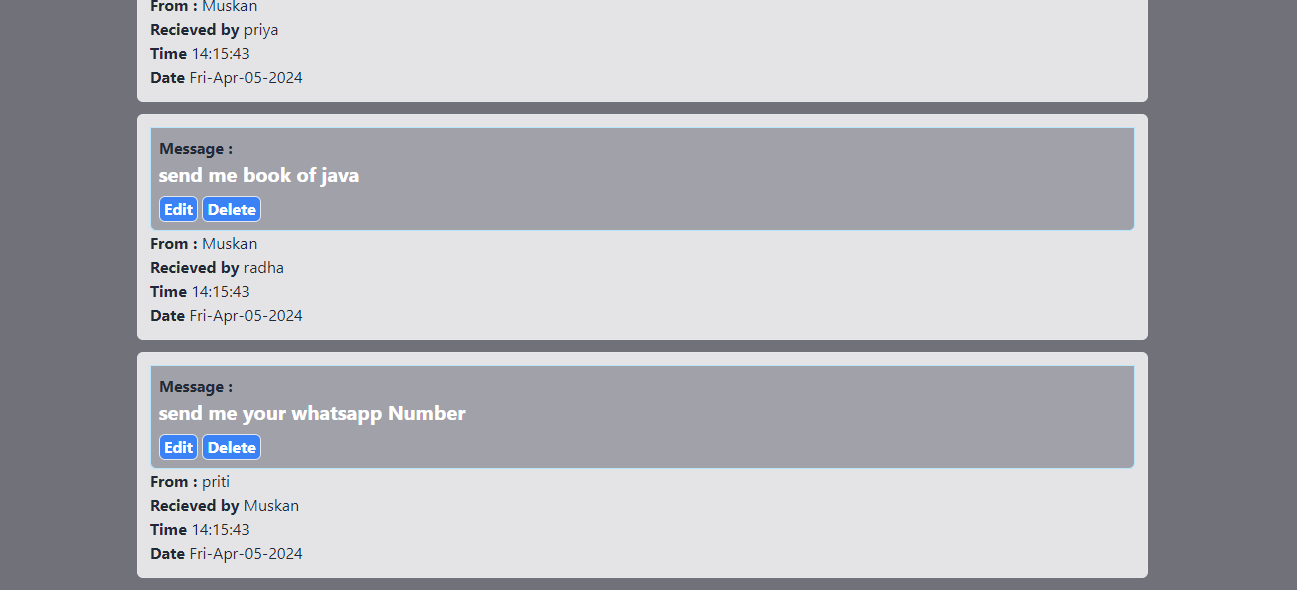 From : Muskan
Recieved by priya
Time 14:15:43
Date Fri-Apr-05-2024
Message :
send me book of java
Edit Delete
From : Muskan
Recieved by radha
Time 14:15:43
Date Fri-Apr-05-2024
Message :
send me your whatsapp Number
Edit Delete
From : priti
Recieved by Muskan
Time 14:15:43
Date Fri-Apr-05-2024